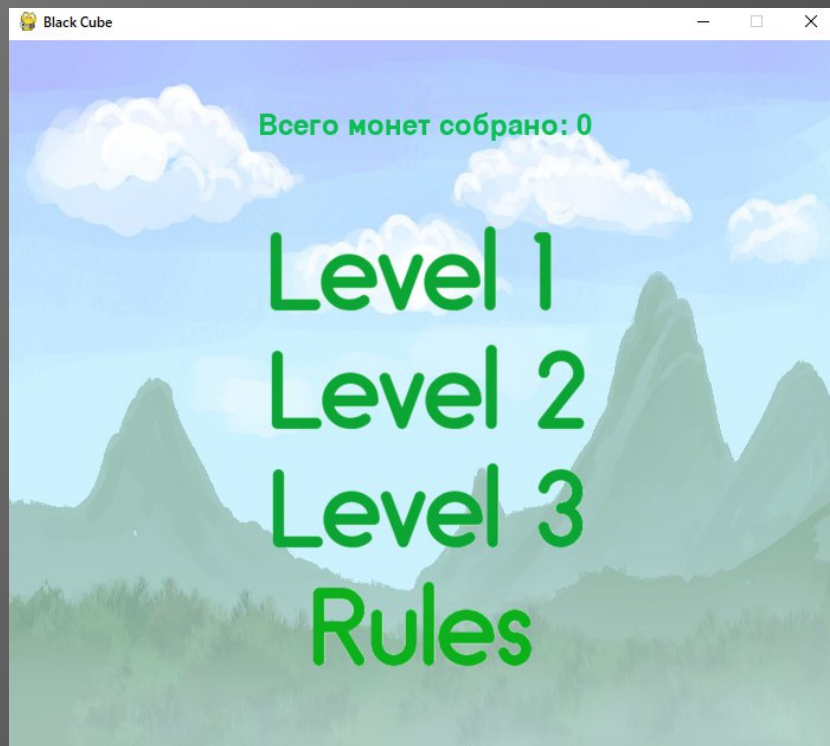 Black Cube
Всего монет собрано: 0
Level 1
Level 2
Level 3
Rules